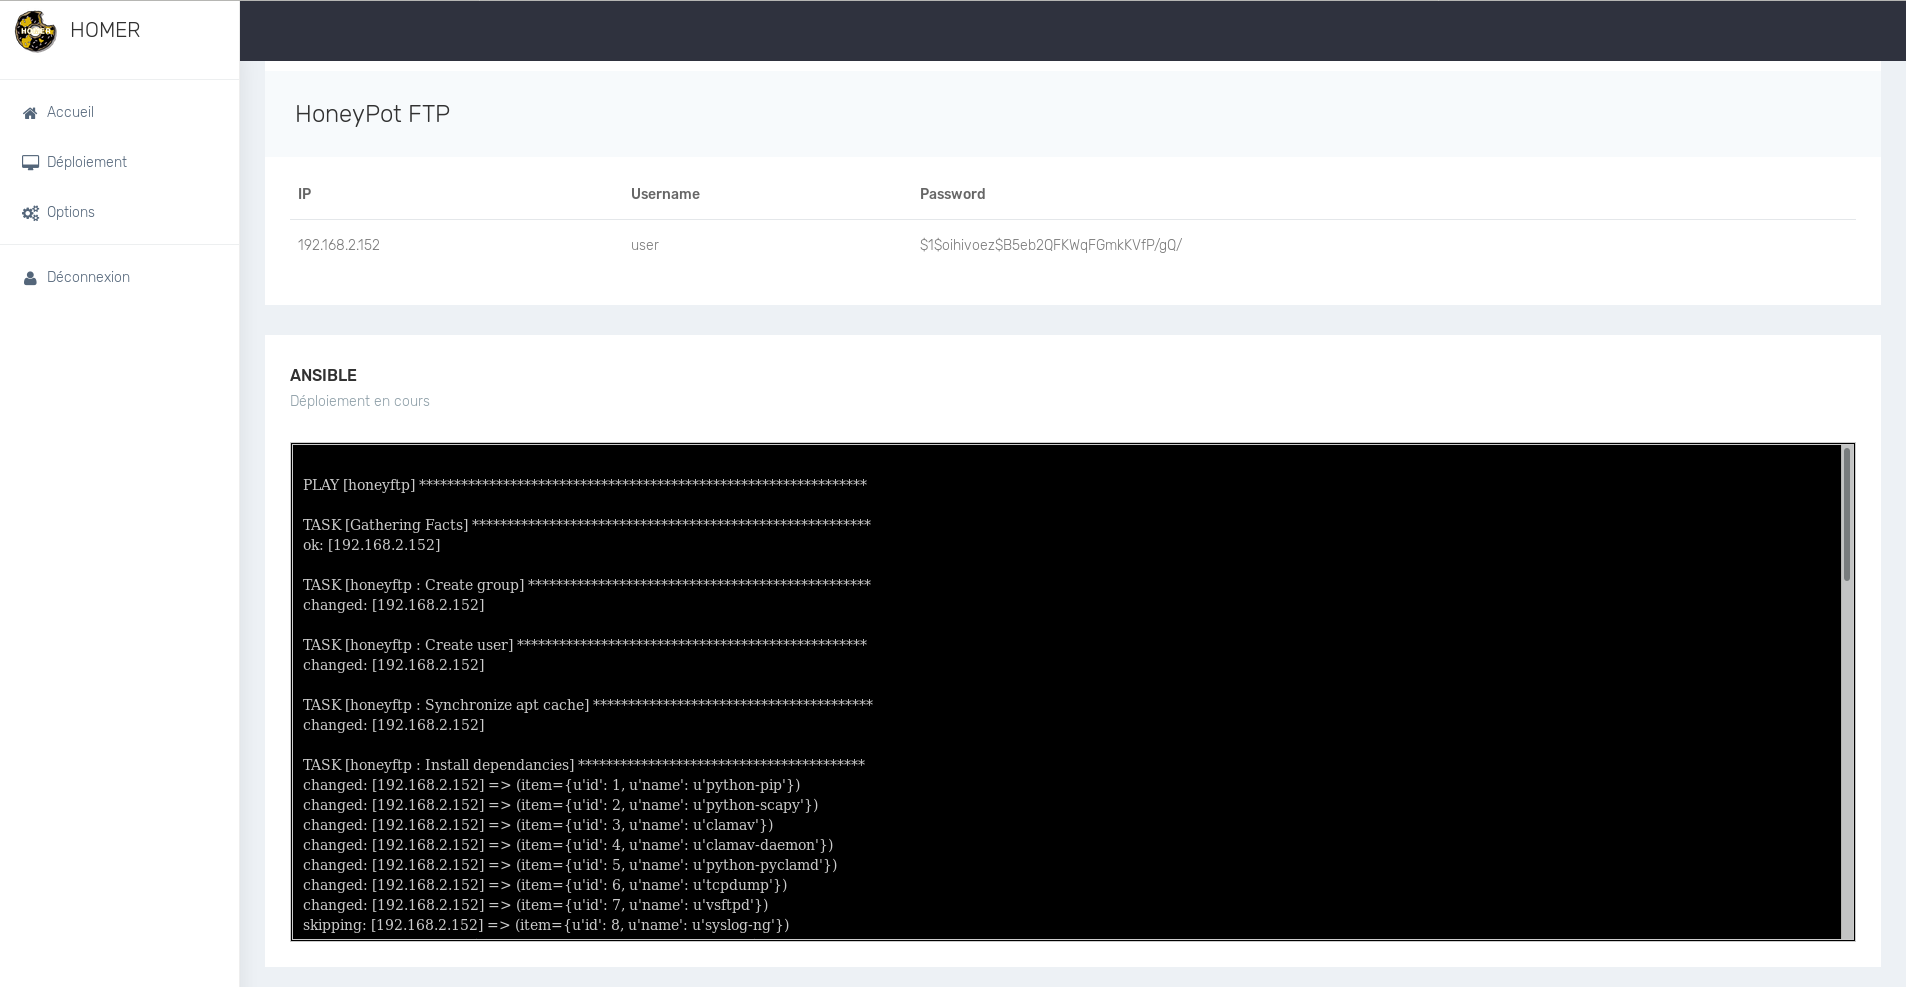 HOMER
HOMER
Accueil
Déploiement
Options
Déconnexion
HoneyPot FTP
IP Username Password
192.168.2.152 user $1$oihivoez$B5eb2QFKWqFGmkKVfP/gQ/
ANSIBLE
Déploiement en cours
PLAY [honeyftp] ****************************************************************
TASK [Gathering Facts] *********************************************************
ok: [192.168.2.152]
TASK [honeyftp : Create group] *************************************************
changed: [192.168.2.152]
TASK [honeyftp : Create user] **************************************************
changed: [192.168.2.152]
TASK [honeyftp : Synchronize apt cache] ****************************************
changed: [192.168.2.152]
TASK [honeyftp : Install dependancies] *****************************************
changed: [192.168.2.152] => (item={u'id': 1, u'name': u'python-pip'})
changed: [192.168.2.152] => (item={u'id': 2, u'name': u'python-scapy'})
changed: [192.168.2.152] => (item={u'id': 3, u'name': u'clamav'})
changed: [192.168.2.152] => (item={u'id': 4, u'name': u'clamav-daemon'})
changed: [192.168.2.152] => (item={u'id': 5, u'name': u'python-pyclamd'})
changed: [192.168.2.152] => (item={u'id': 6, u'name': u'tcpdump'})
changed: [192.168.2.152] => (item={u'id': 7, u'name': u'vsftpd'})
skipping: [192.168.2.152] => (item={u'id': 8, u'name': u'syslog-ng'})